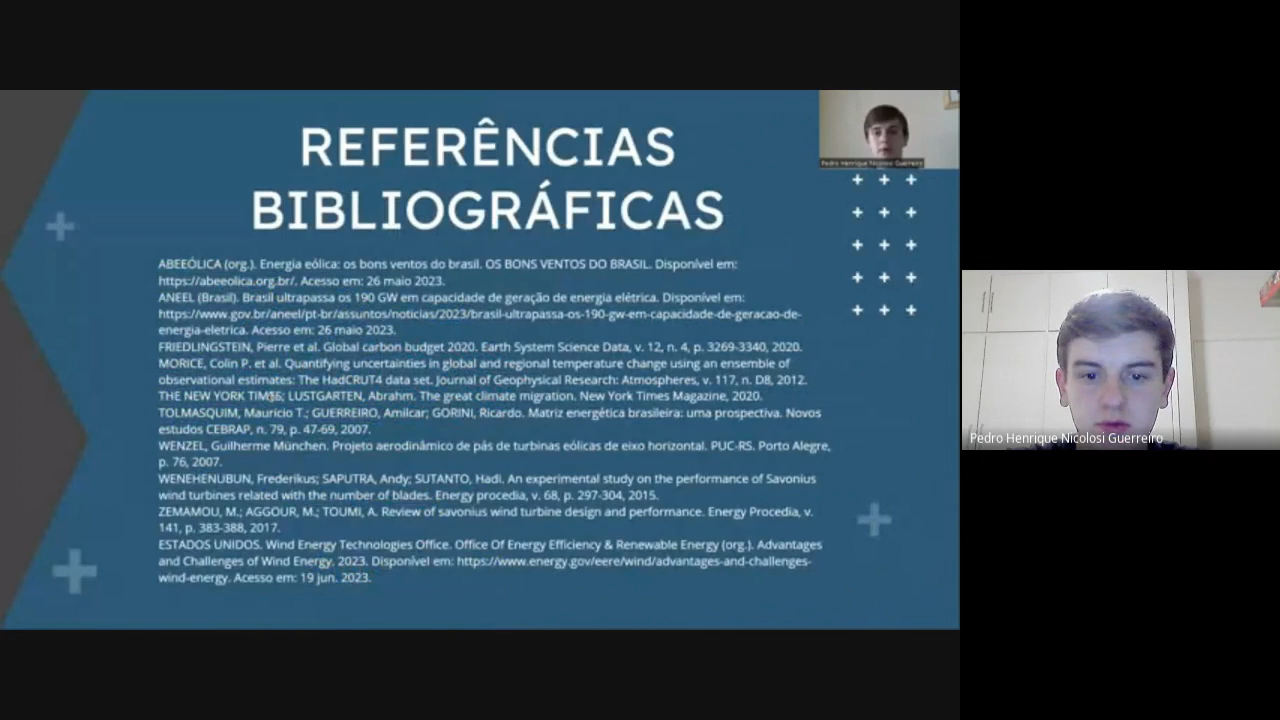 REFERÊNCIAS
BIBLIOGRÁFICAS
ABEEÓLICA (org.). Energia eólica: os bons ventos do brasil. OS BONS VENTOS DO BRASIL. Disponível em:
https://abeeolica.org.br/. Acesso em: 26 maio 2023.
ANEEL (Brasil). Brasil ultrapassa os 190 GW em capacidade de geração de energia elétrica. Disponível em:
https://www.gov.br/aneel/pt-br/assuntos/noticias/2023/brasil-ultrapassa-os-190-gw-em-capacidade-de-geracao-de-
energia-eletrica. Acesso em: 26 maio 2023.
FRIEDLINGSTEIN, Pierre et al. Global carbon budget 2020. Earth System Science Data, v. 12, n. 4, p. 3269-3340, 2020.
MORICE, Colin P. et al. Quantifying uncertainties in global and regional temperature change using an ensemble of
observational estimates: The HadCRUT4 data set. Journal of Geophysical Research: Atmospheres, v. 117, n. D8, 2012.
THE NEW YORK TIMES; LUSTGARTEN, Abrahm. The great climate migration. New York Times Magazine, 2020.
TOLMASQUIM, Mauricio T.; GUERREIRO, Amilcar; GORINI, Ricardo. Matriz energética brasileira: uma prospectiva. Novos
estudos CEBRAP, n. 79, p. 47-69, 2007.
WENZEL, Guilherme München. Projeto aerodinâmico de pás de turbinas eólicas de eixo horizontal. PUC-RS. Porto Alegre,
p. 76, 2007.
WENEHENUBUN, Frederikus; SAPUTRA, Andy; SUTANTO, Hadi. An experimental study on the performance of Savonius
wind turbines related with the number of blades. Energy procedia, v. 68, p. 297-304, 2015.
ZEMAMOU, M.; AGGOUR, M.; TOUMI, A. Review of savonius wind turbine design and performance. Energy Procedia, v.
141, p. 383-388, 2017.
ESTADOS UNIDOS. Wind Energy Technologies Office. Office Of Energy Efficiency & Renewable Energy (org.). Advantages
and Challenges of Wind Energy. 2023. Disponível em: https://www.energy.gov/eere/wind/advantages-and-challenges-
wind-energy. Acesso em: 19 jun. 2023.
Pedro Henrique Nicolosi Guerreiro
Pedro Henrique Nicolosi Guerreiro